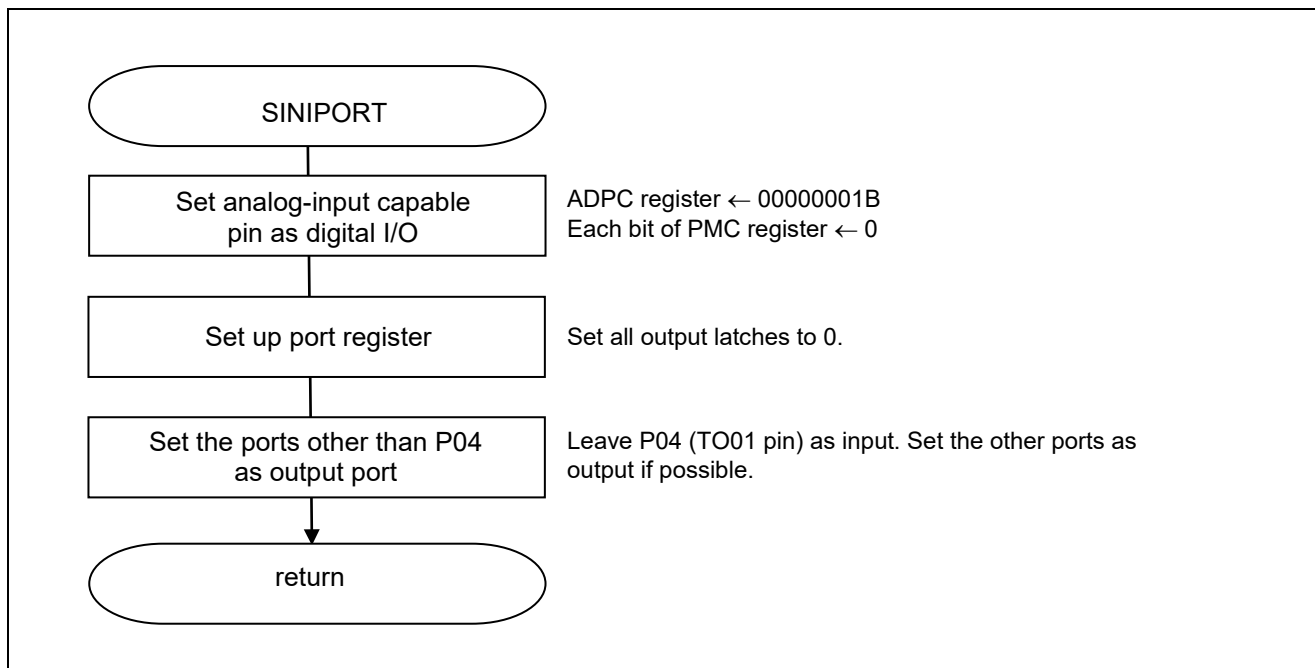 SINIPORT
Set analog-input capable
pin as digital I/O
ADPC register ← 00000001B
Each bit of PMC register ← 0
Set up port register
Set all output latches to 0.
Set the ports other than P04
as output port
Leave P04 (TO01 pin) as input. Set the other ports as
output if possible.
return